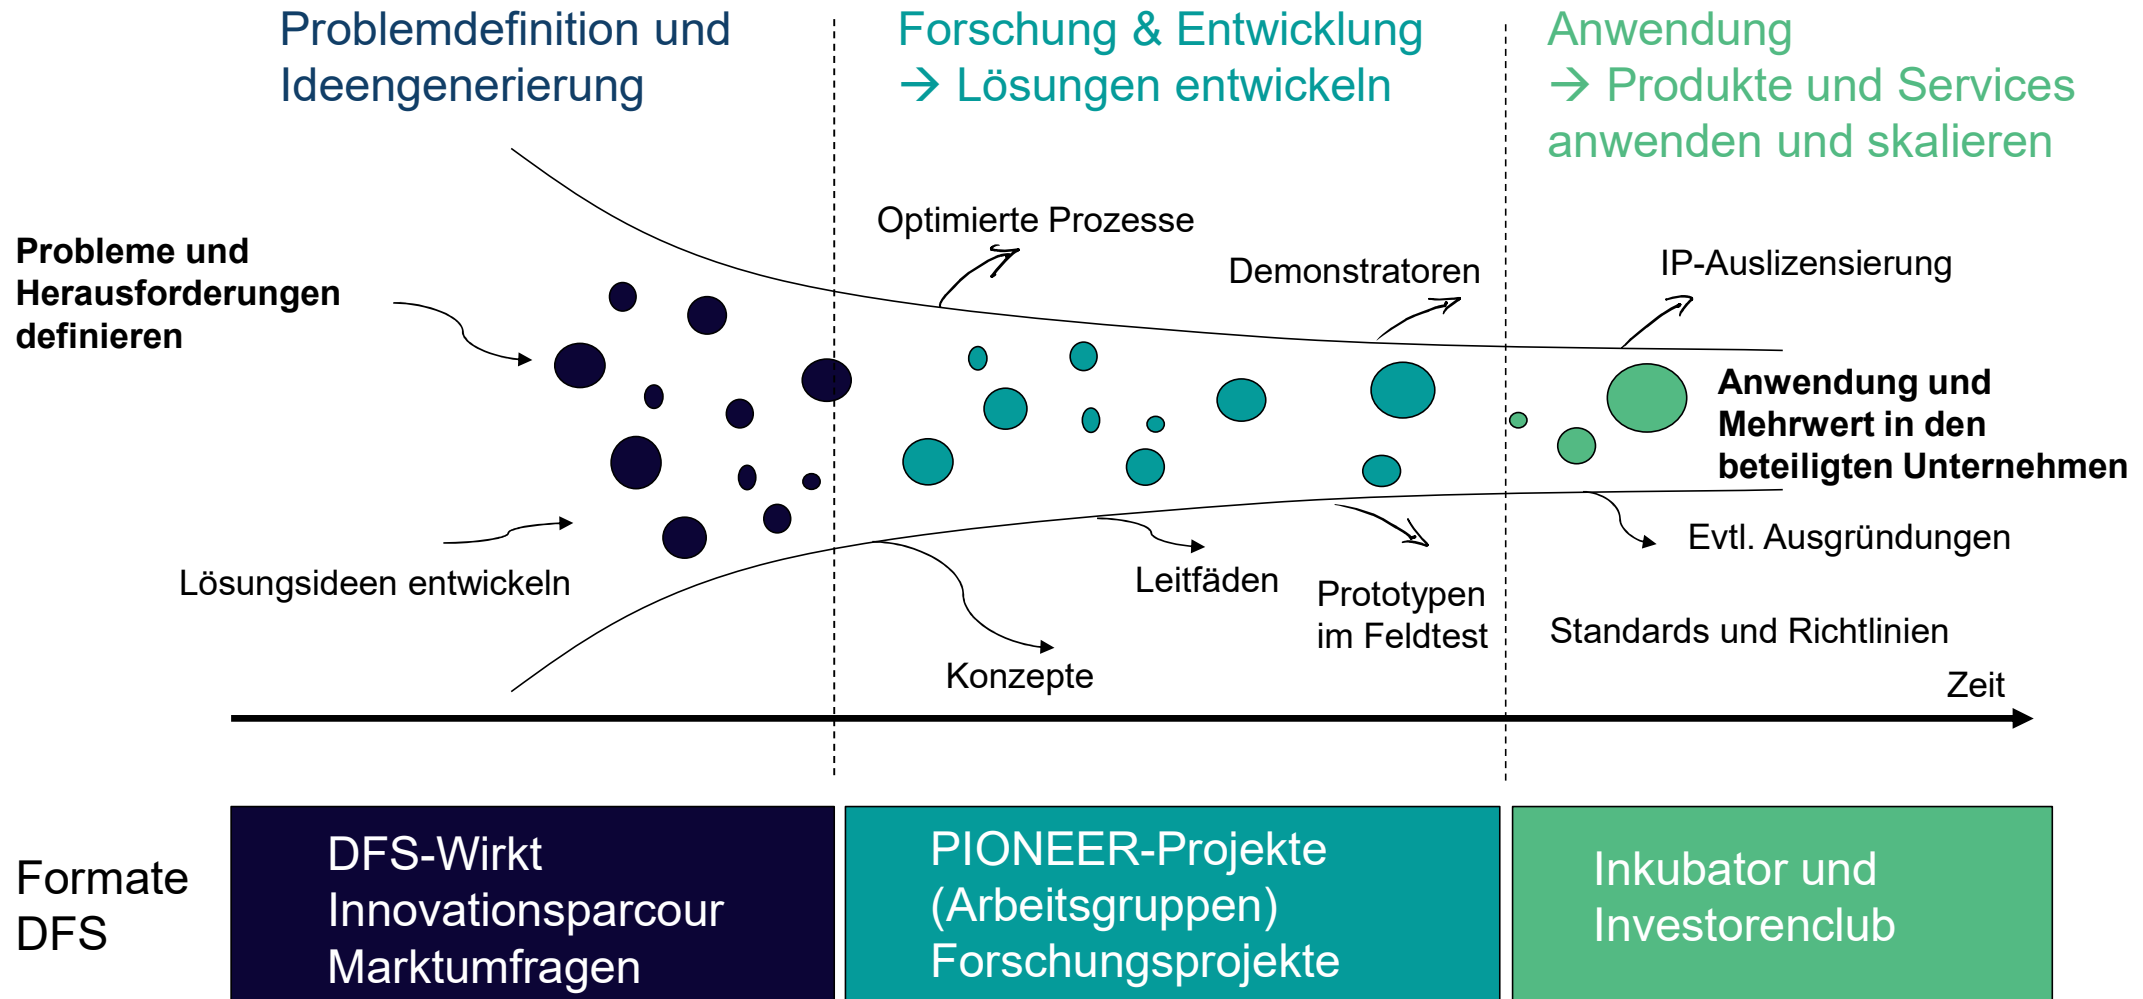 Problemdefinition und
Ideengenerierung
Forschung & Entwicklung
→ Lösungen entwickeln
Anwendung
→ Produkte und Services
anwenden und skalieren
Probleme und
Herausforderungen
definieren
Optimierte Prozesse
Demonstratoren
IP-Auslizensierung
Anwendung und
Mehrwert in den
beteiligten Unternehmen
Lösungsideen entwickeln
Konzepte
Leitfäden
Prototypen
im Feldtest
Evtl. Ausgründungen
Standards und Richtlinien
Zeit
Formate
DFS
DFS-Wirkt
Innovationsparcour
Marktumfragen
PIONEER-Projekte
(Arbeitsgruppen)
Forschungsprojekte
Inkubator und
Investorenclub